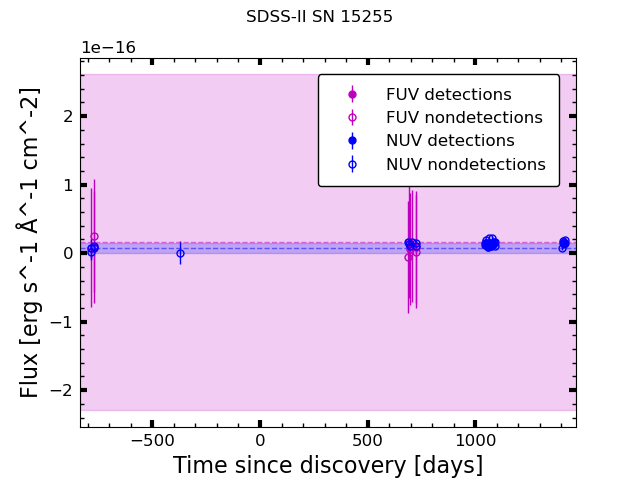 SDSS-II SN 15255
1e−16
FUV detections
FUV nondetections
NUV detections
NUV nondetections
2
1
0
−1
−2
−500
0
500
1000
Flux [erg s^-1 Å^-1 cm^-2]
Time since discovery [days]